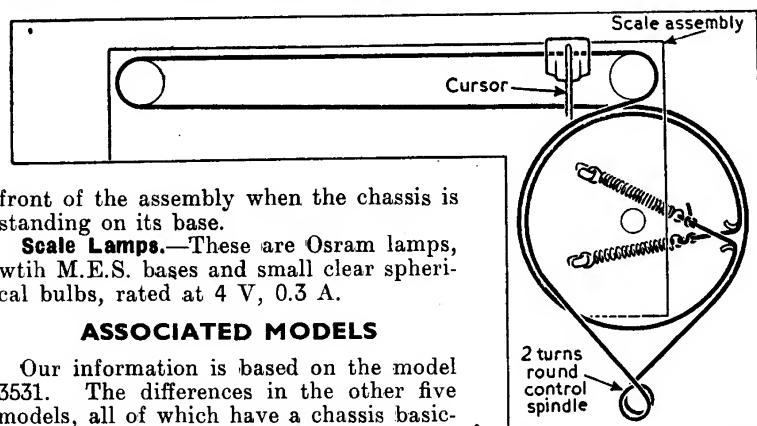 Scale assembly
Cursor
front of the assembly when the chassis is
standing on its base.
Scale Lamps.—These are Osram lamps,
wtih M.E.S. bases and small clear spheri-
cal bulbs, rated at 4 V, 0.3 A.
ASSOCIATED MODELS
Our information is based on the model
3531. The differences in the other five
models, all of which have a chassis basic-
2 turns
round
control
spindle